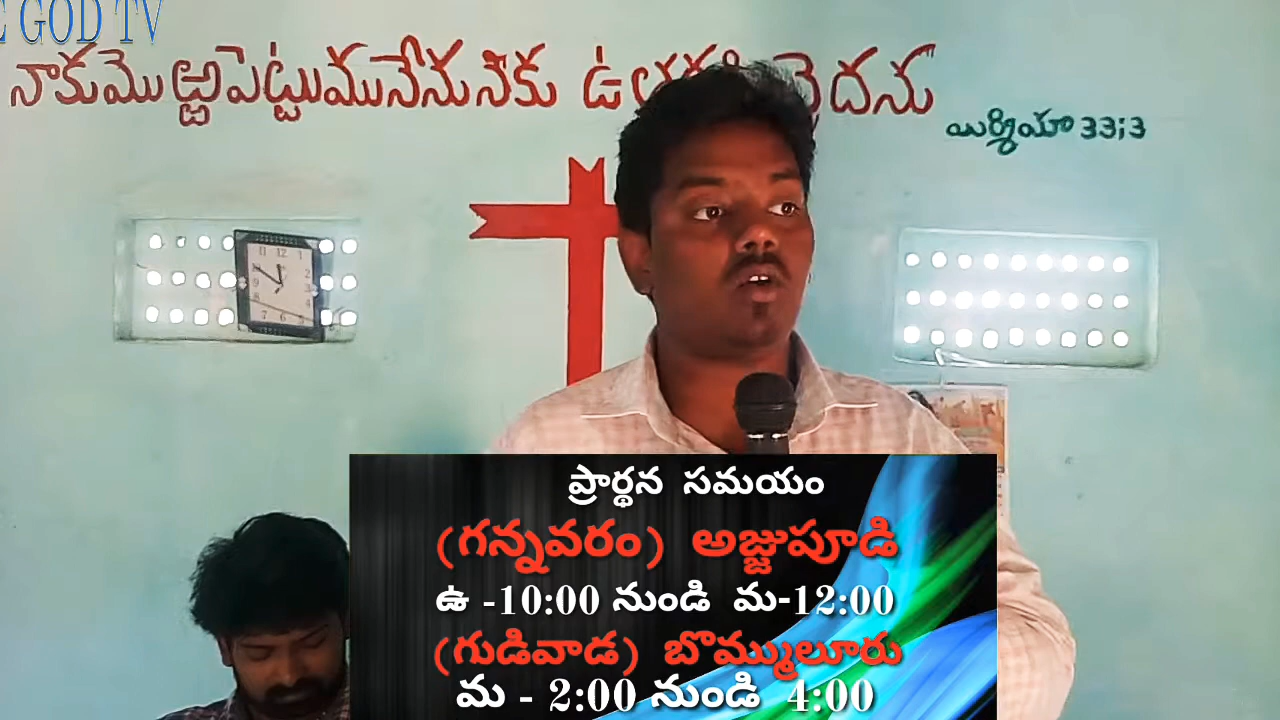 GOD TV
నాకుమొఱ్ఱపెట్టుమునేనునీకు
యిర్మియా 33;3
ప్రార్థన సమయం
(గన్నవరం) అజ్జుపూడి
ఉ -10:00 నుండి మ-12:00
(గుడివాడ) బొమ్ములూరు
మ - 2:00 నుండి 4:00